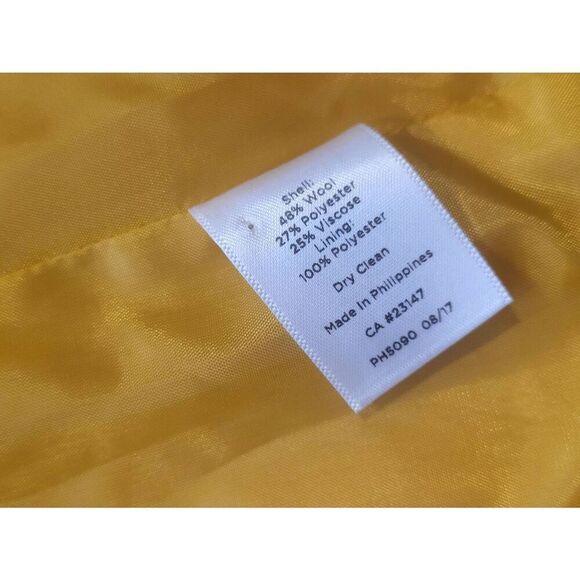 Shell:
48% Wool
27% Polyester
25% Viscose
Lining:
100% Polyester
Dry Clean
Made In Philippines
CA #23147
PH5090 08/17